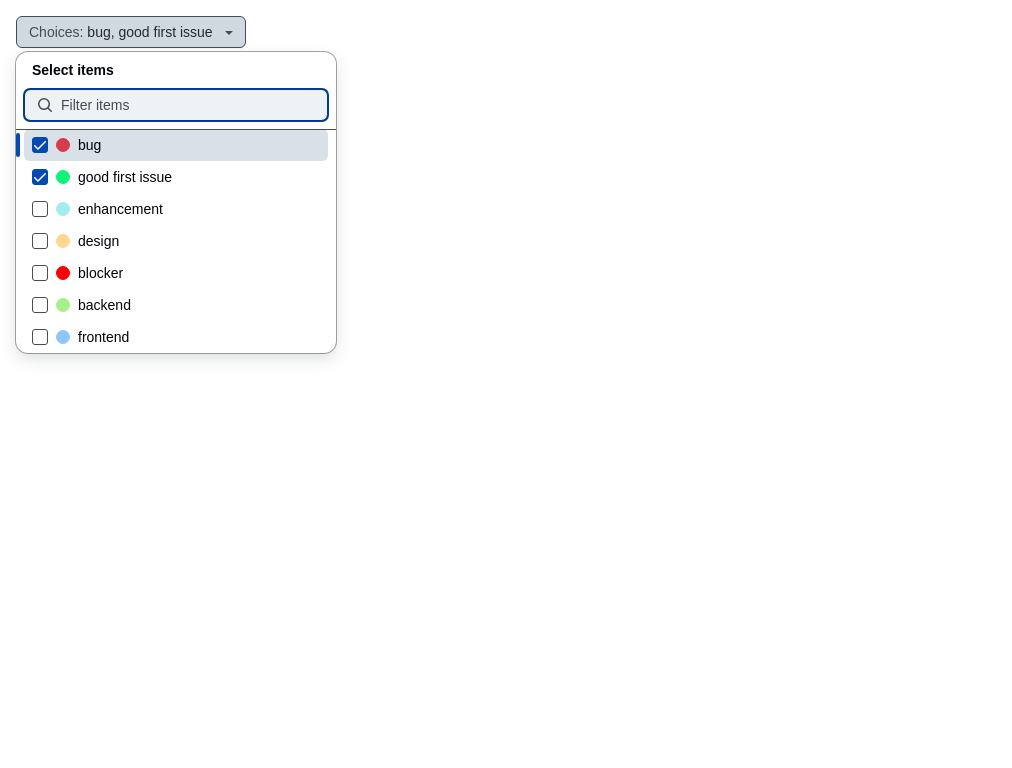 Choices: bug, good first issue
Select items
Filter items
bug
good first issue
enhancement
design
blocker
backend
frontend